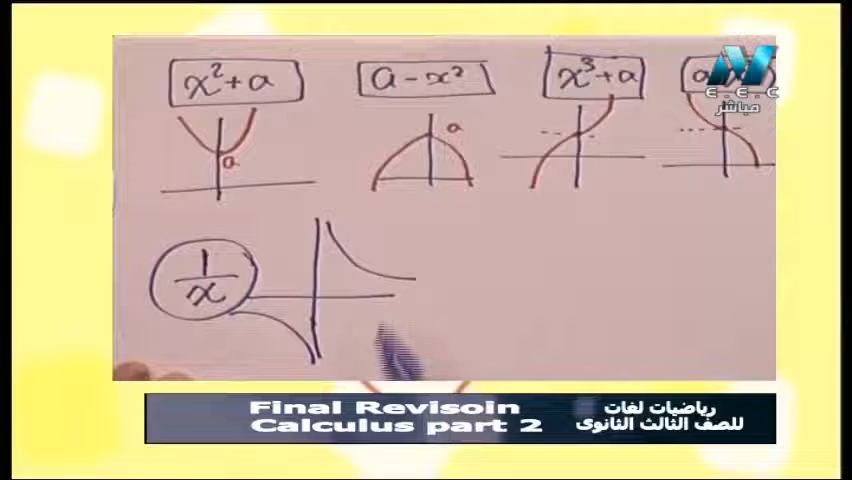 x² + a
a - x²
x³ + a
E . E . C
مباشر
a
a
1
x
Final Revisoin
Calculus part 2
رياضيات لغات
للصف الثالث الثانوى